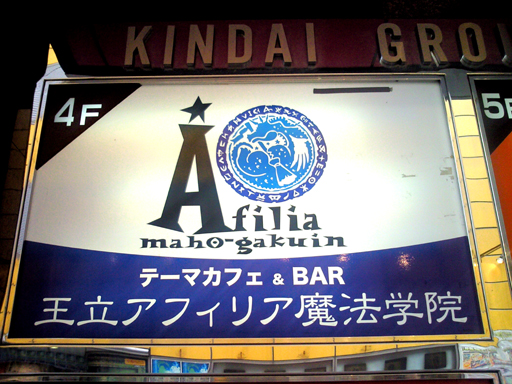 KINDAI GRO
4F
5
Afilia
maho-gakuin
テーマカフェ & BAR
王立アフィリア魔法学院